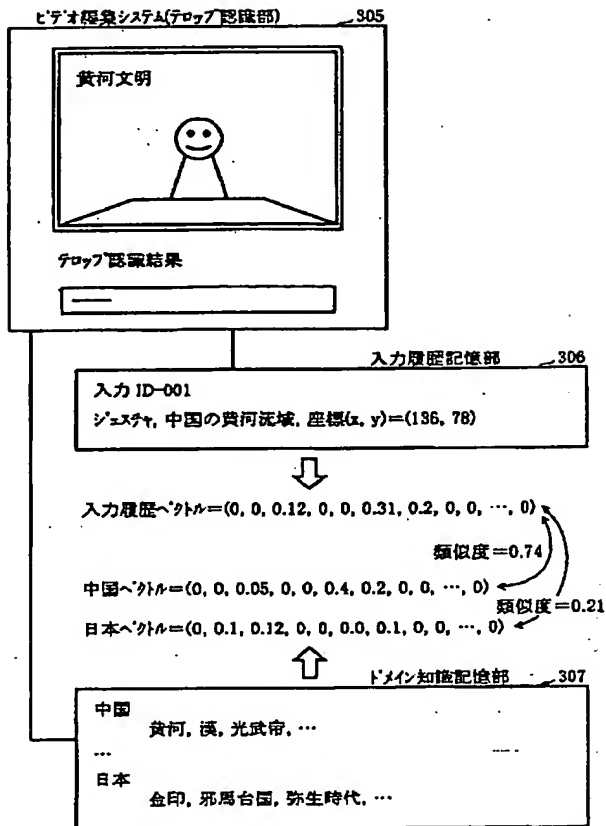 ビデオ編集システム(テロップ認識部) 305
黄河文明
テロップ認識結果
入力履歴記憶部 306
入力 ID-001
ジェスチャ, 中国の黄河流域, 座標(x, y)=(136, 78)
入力履歴ベクトル=(0, 0, 0.12, 0, 0, 0.31, 0.2, 0, 0, …, 0)
類似度=0.74
中国ベクトル=(0, 0, 0.05, 0, 0, 0.4, 0.2, 0, 0, …, 0)
類似度=0.21
日本ベクトル=(0, 0.1, 0.12, 0, 0, 0.0, 0.1, 0, 0, …, 0)
ドメイン知識記憶部 307
中国
黄河, 漢, 光武帝, …
…
日本
金印, 邪馬台国, 弥生時代, …